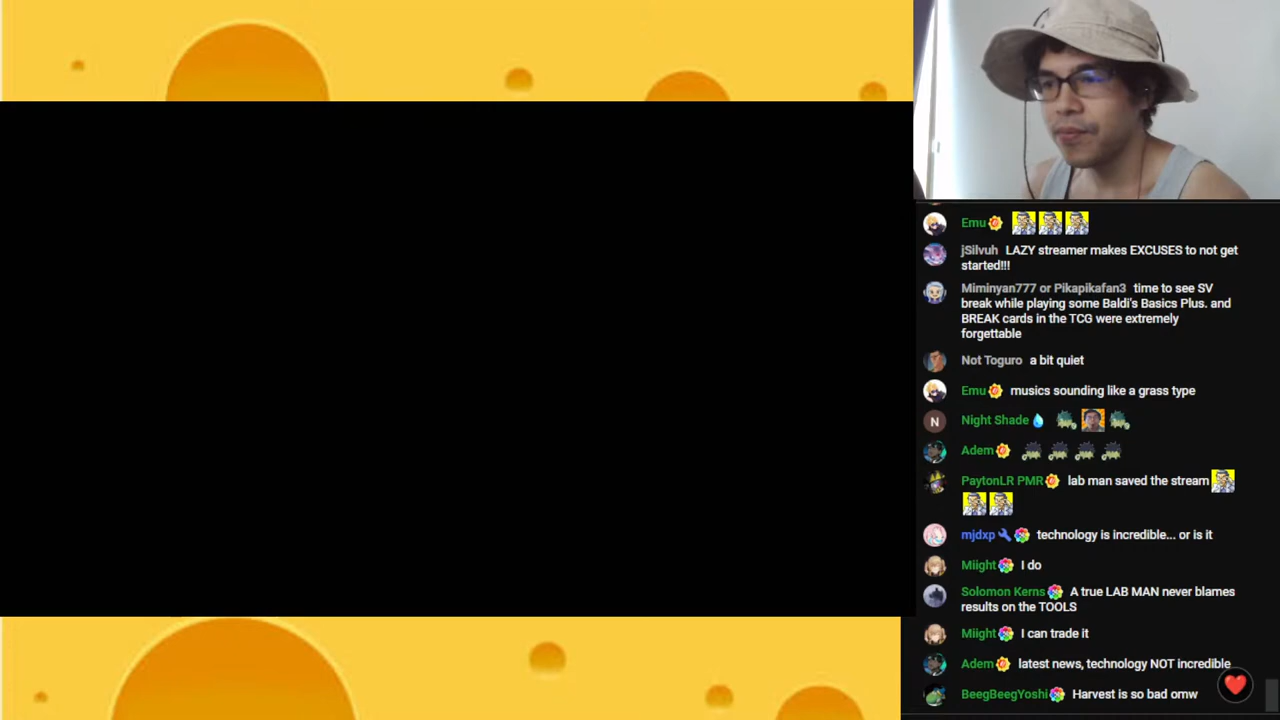 Emu
jSilvuh LAZY streamer makes EXCUSES to not get
started!!!
Miminyan777 or Pikapikafan3 time to see SV
break while playing some Baldi's Basics Plus. and
BREAK cards in the TCG were extremely
forgettable
Not Toguro a bit quiet
Emu musics sounding like a grass type
N Night Shade
Adem
PaytonLR PMR lab man saved the stream
mjdxp technology is incredible... or is it
Miight I do
Solomon Kerns A true LAB MAN never blames
results on the TOOLS
Miight I can trade it
Adem latest news, technology NOT incredible
BeegBeegYoshi Harvest is so bad omw